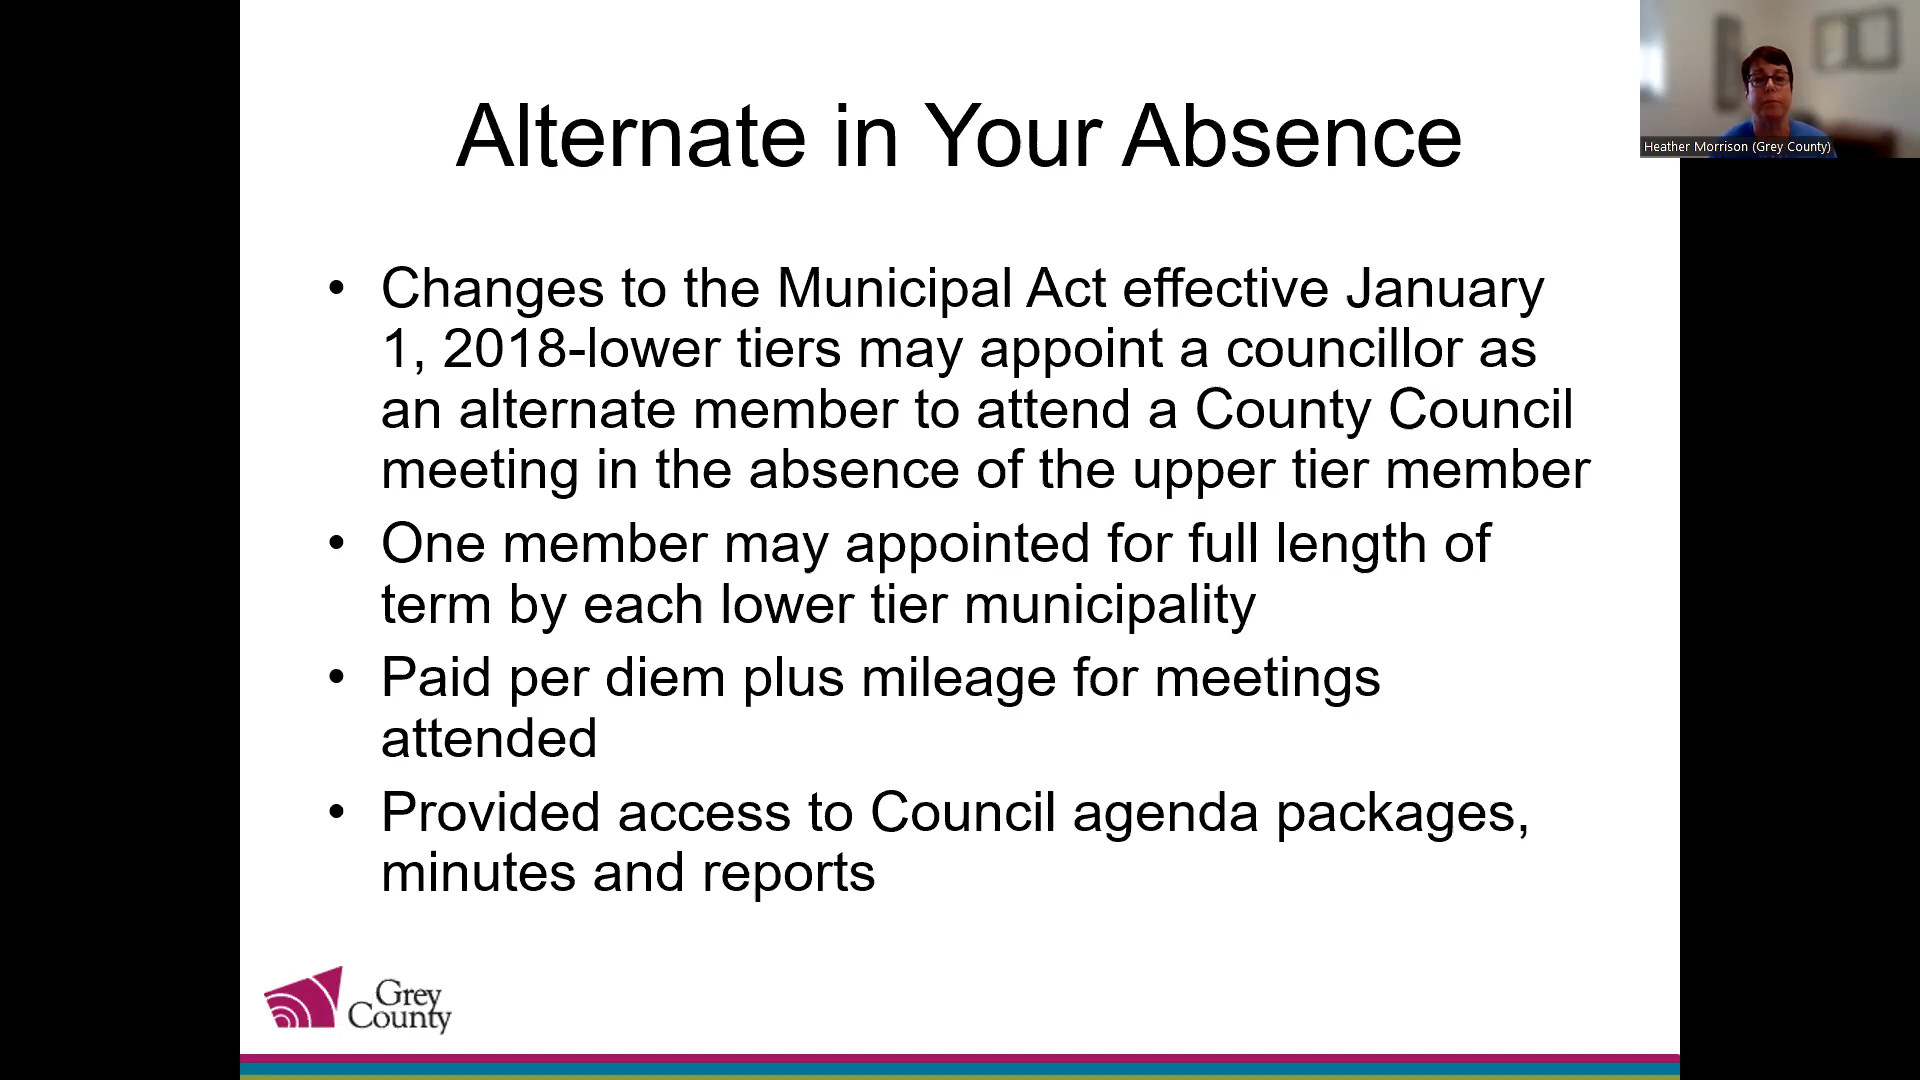 Alternate in Your Absence
Heather Morrison (Grey County)
• Changes to the Municipal Act effective January
1, 2018-lower tiers may appoint a councillor as
an alternate member to attend a County Council
meeting in the absence of the upper tier member
• One member may appointed for full length of
term by each lower tier municipality
• Paid per diem plus mileage for meetings
attended
• Provided access to Council agenda packages,
minutes and reports
Grey
County